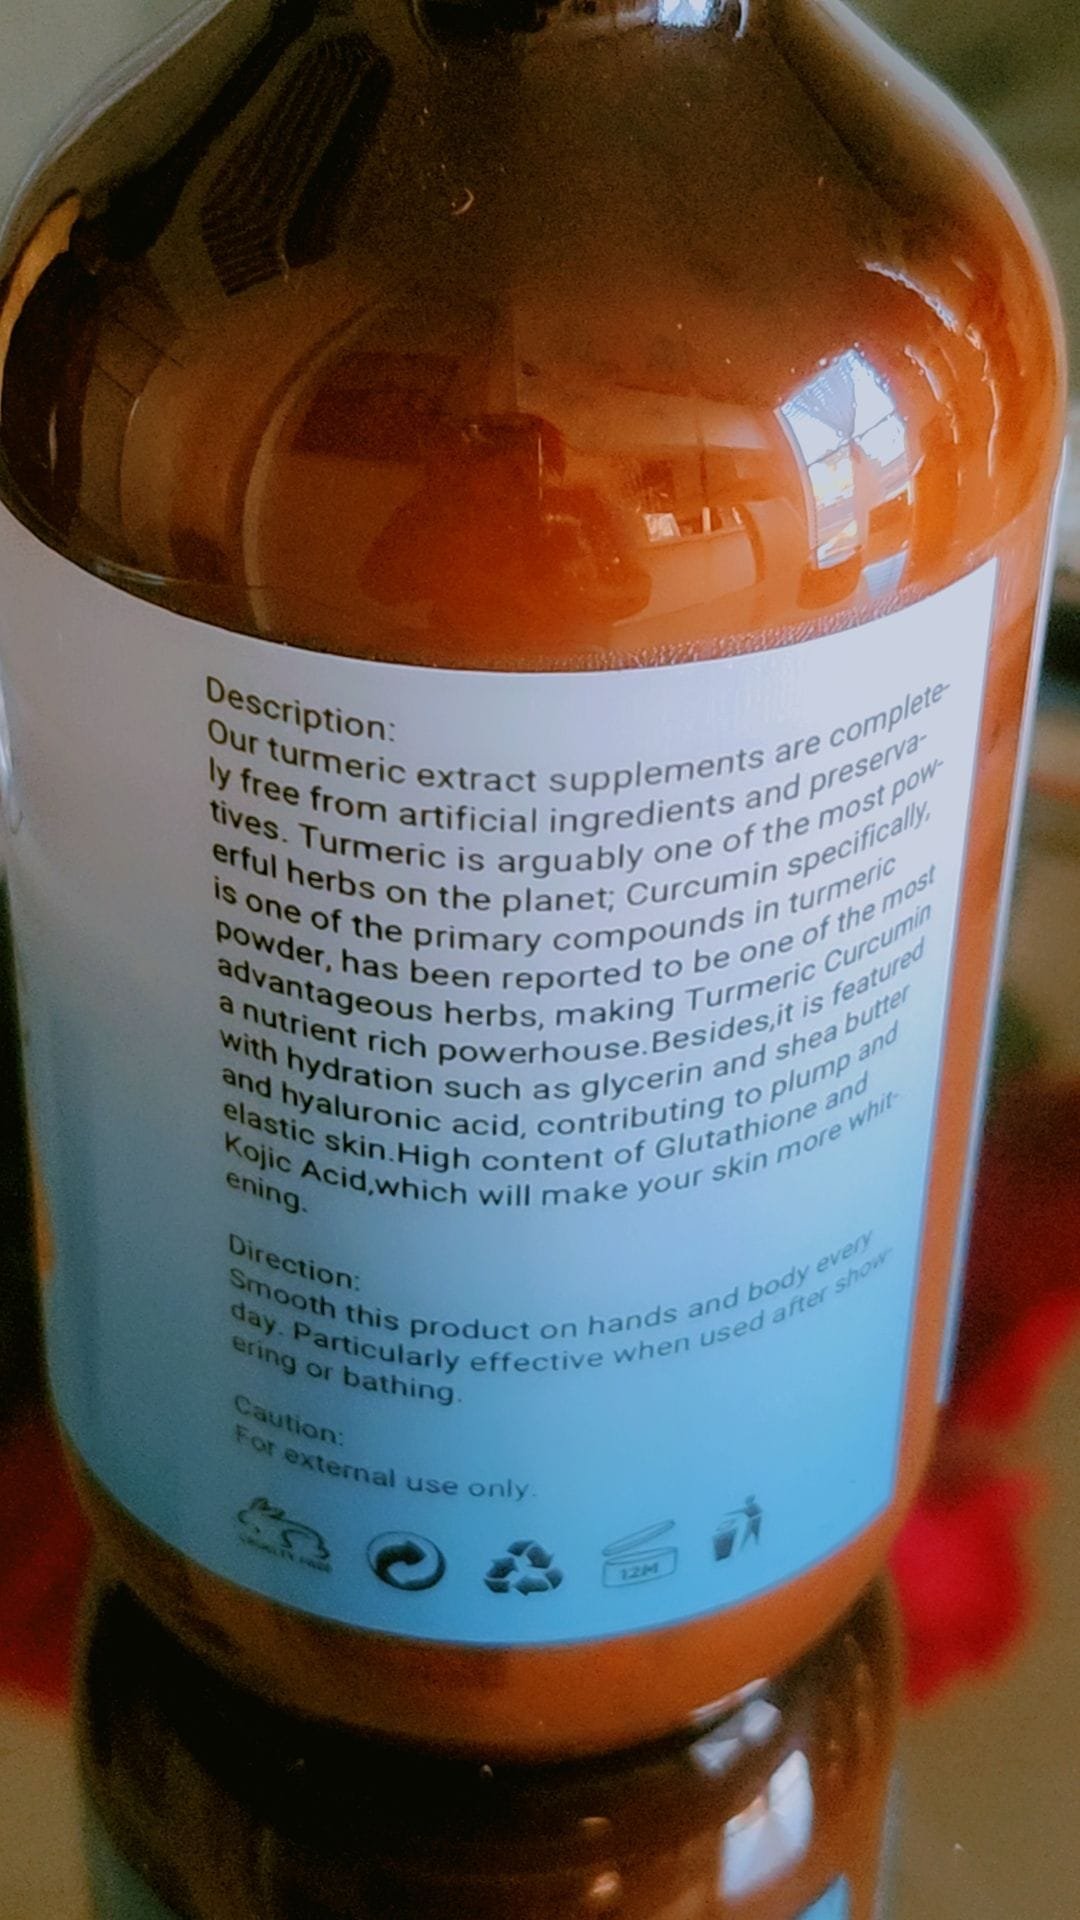 Description:
Our turmeric extract supplements are complete-
ly free from artificial ingredients and preserva-
tives. Turmeric is arguably one of the most pow-
erful herbs on the planet; Curcumin specifically,
is one of the primary compounds in turmeric
powder, has been reported to be one of the most
advantageous herbs, making Turmeric Curcumin
a nutrient rich powerhouse.Besides,it is featured
with hydration such as glycerin and shea butter
and hyaluronic acid, contributing to plump and
elastic skin.High content of Glutathione and
Kojic Acid,which will make your skin more whit-
ening.
Direction:
Smooth this product on hands and body every
day. Particularly effective when used after show-
ering or bathing.
Caution:
For external use only.
CRUELTY FREE
12M